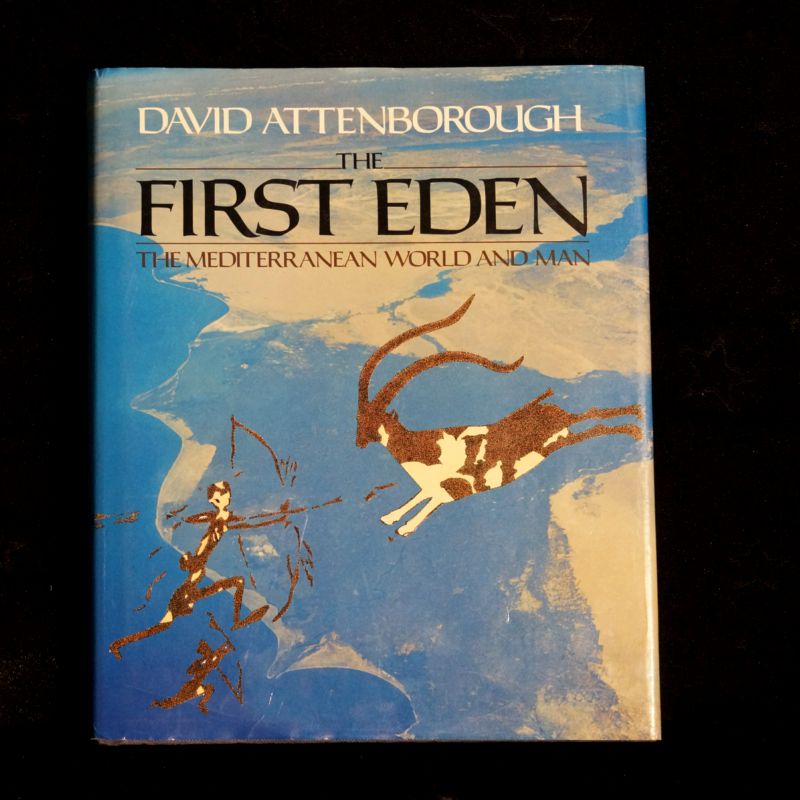 DAVID ATTENBOROUGH
THE
FIRST EDEN
THE MEDITERRANEAN WORLD AND MAN